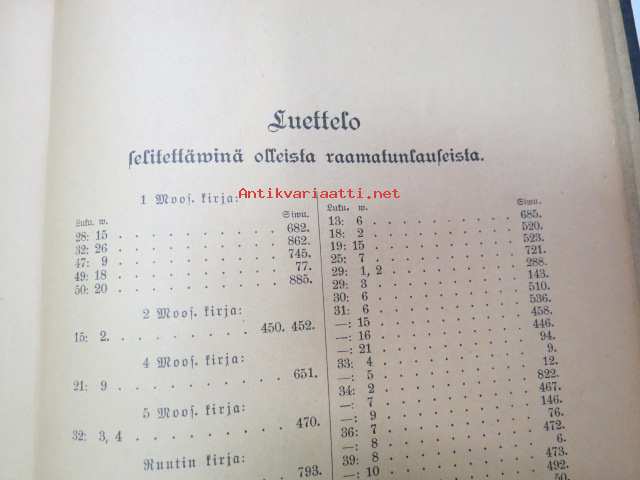 Luettelo
selitettäwinä olleista raamatunlauseista.
Antikvariaatti.net
1 Moos. kirja:
Luku. w. Siwu.
28: 15 . . . . . . . . . 682.
32: 26 . . . . . . . . . 862.
47: 9 . . . . . . . . . 745.
49: 18 . . . . . . . . . 77.
50: 20 . . . . . . . . . 885.
2 Moos. kirja:
15: 2. . . . . . . . . 450. 452.
4 Moos. kirja:
21: 9 . . . . . . . . . 651.
5 Moos. kirja:
32: 3, 4 . . . . . . . . 470.
Ruutin kirja:
793.
Luku. w. Siwu.
13: 6 . . . . . . . . . 685.
18: 2 . . . . . . . . . 520.
19: 15 . . . . . . . . . 523.
25: 7 . . . . . . . . . 721.
29: 1, 2 . . . . . . . . 288.
29: 3 . . . . . . . . . 143.
30: 6 . . . . . . . . . 510.
31: 6 . . . . . . . . . 536.
—: 15 . . . . . . . . . 458.
—: 16 . . . . . . . . . 446.
—: 21 . . . . . . . . . 94.
33: 4 . . . . . . . . . 9.
—: 5 . . . . . . . . . 12.
34: 2 . . . . . . . . . 822.
—: 7 . . . . . . . . . 467.
—: 9 . . . . . . . . . 146.
36: 7 . . . . . . . . . 76.
—: 8 . . . . . . . . . 472.
39: 8 . . . . . . . . . 6.
—: 10 . . . . . . . . . 473.
492.
50.